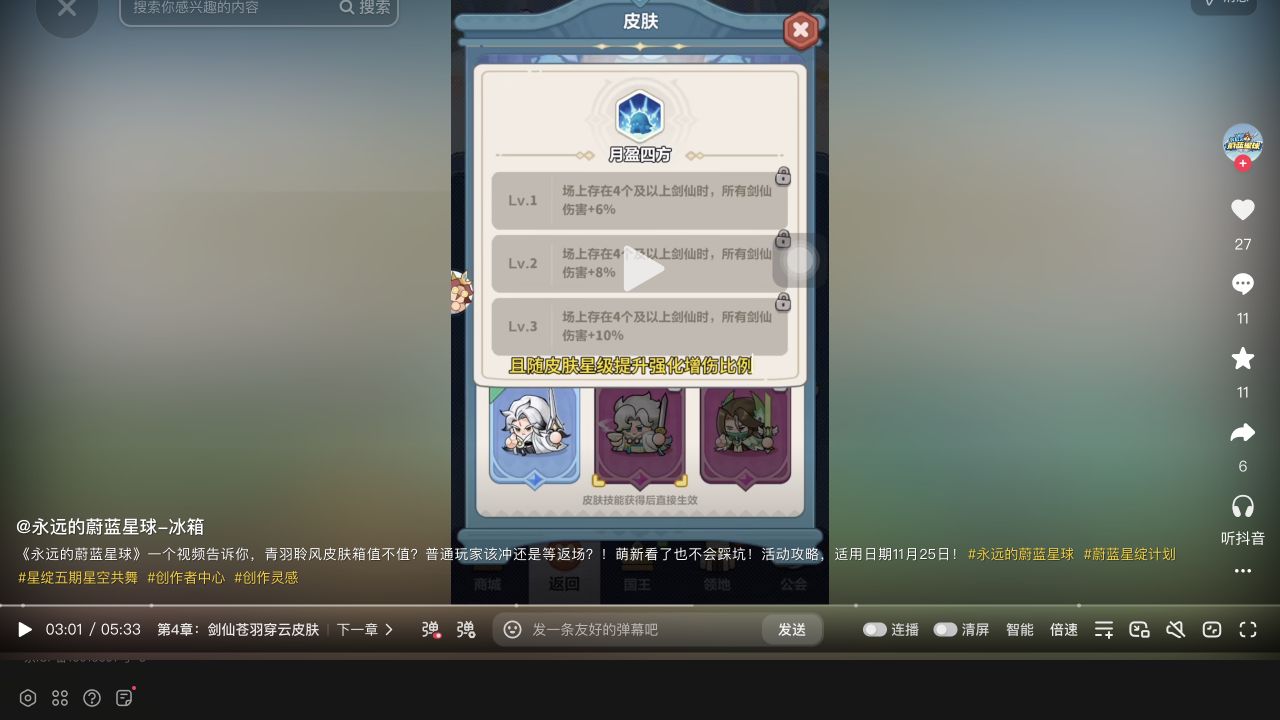 搜索你感兴趣的内容
搜索
皮肤
月盈四方
Lv.1
场上存在4个及以上剑仙时，所有剑仙
伤害+6%
Lv.2
场上存在4个及以上剑仙时，所有剑仙
伤害+8%
Lv.3
场上存在4个及以上剑仙时，所有剑仙
伤害+10%
且随皮肤星级提升强化增伤比例
皮肤技能获得后直接生效
蔚蓝星球
27
11
11
6
听抖音
@永远的蔚蓝星球-冰箱
《永远的蔚蓝星球》一个视频告诉你，青羽聆风皮肤箱值不值？普通玩家该冲还是等返场？！萌新看了也不会踩坑！活动攻略，适用日期11月25日！ #永远的蔚蓝星球 #蔚蓝星绽计划
#星绽五期星空共舞 #创作者中心 #创作灵感
商城
返回
国王
领地
公会
03:01 / 05:33
第4章：剑仙苍羽穿云皮肤
下一章
弹
弹
发一条友好的弹幕吧
发送
连播
清屏
智能
倍速